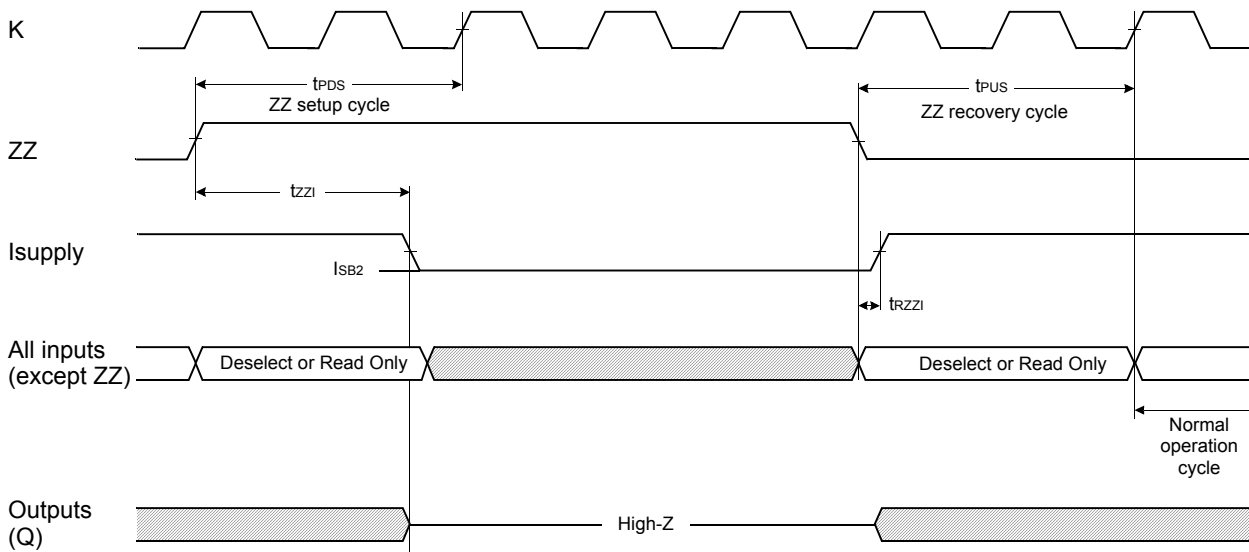 K
tPDS
ZZ setup cycle
tPUS
ZZ recovery cycle
ZZ
tZZI
Isupply
ISB2
tRZZI
All inputs
(except ZZ)
Deselect or Read Only
Deselect or Read Only
Normal
operation
cycle
Outputs
(Q)
High-Z